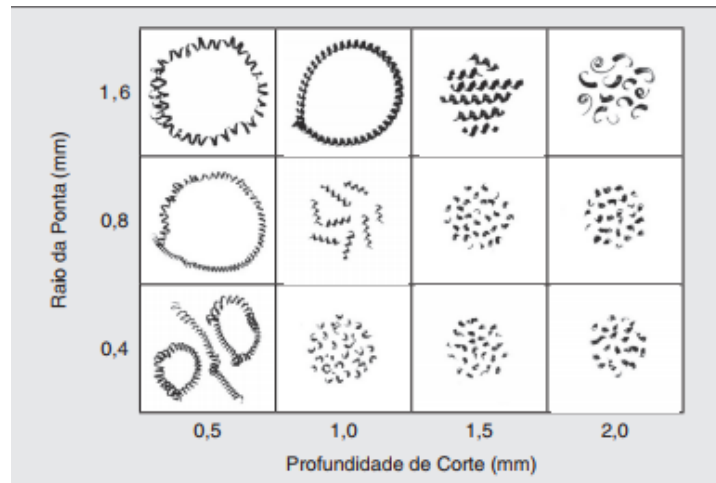 Raio da Ponta (mm)
1,6
0,8
0,4
0,5 1,0 1,5 2,0
Profundidade de Corte (mm)